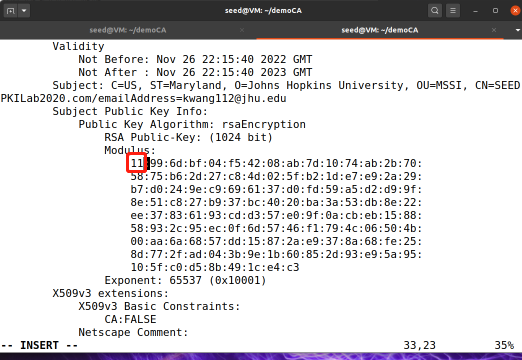 seed@VM: ~/demoCA
seed@VM: ~/demoCA
seed@VM: ~/demoCA
Validity
Not Before: Nov 26 22:15:40 2022 GMT
Not After : Nov 26 22:15:40 2023 GMT
Subject: C=US, ST=Maryland, O=Johns Hopkins University, OU=MSSI, CN=SEED
PKILab2020.com/emailAddress=kwang112@jhu.edu
Subject Public Key Info:
Public Key Algorithm: rsaEncryption
RSA Public-Key: (1024 bit)
Modulus:
11:99:6d:bf:04:f5:42:08:ab:7d:10:74:ab:2b:70:
58:75:b6:2d:27:c8:4d:02:5f:b2:1d:e7:e9:2a:29:
b7:d0:24:9e:c9:69:61:37:d0:fd:59:a5:d2:d9:9f:
8e:51:c8:27:b9:37:bc:40:20:ba:3a:53:db:8e:22:
ee:37:83:61:93:cd:d3:57:e0:9f:0a:cb:eb:15:88:
58:93:2c:95:ec:0f:6d:57:46:f1:79:4c:06:50:4b:
00:aa:6a:68:57:dd:15:87:2a:e9:37:8a:68:fe:25:
8d:77:2f:ad:04:3b:9e:1b:60:85:2d:93:e9:5a:95:
10:5f:c0:d5:8b:49:1c:e4:c3
Exponent: 65537 (0x10001)
X509v3 extensions:
X509v3 Basic Constraints:
CA:FALSE
Netscape Comment:
-- INSERT -- 33,23 35%